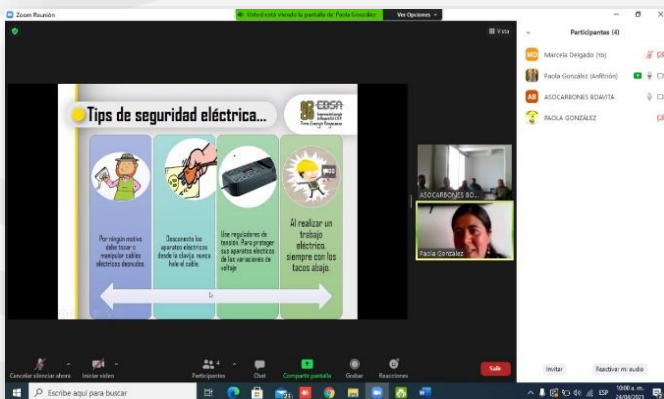 Zoom Reunión
Usted está viendo la pantalla de Paola González
Ver Opciones
Vista
Participantes (4)
MD Marcela Delgado (Yo)
Paola González (Anfitrión)
AB ASOCARBONES BOAVITA
PAOLA GONZÁLEZ
Tips de seguridad eléctrica...
EBSA
Por ningún motivo
debe tocar o
manipular cables
eléctricos desnudos.
Desconecte los
aparatos eléctricos
desde la clavija nunca
hale el cable.
Use reguladores de
tensión. Para proteger
sus aparatos eléctricos
de las variaciones de
voltaje
Al realizar un
trabajo
eléctrico,
siempre con los
tacos abajo.
ASOCARBONES BO...
Paola González
Cancelar silenciar ahora
Iniciar video
4
Participantes
Chat
Compartir pantalla
Grabar
Reacciones
Salir
Invitar
Reactivar mi audio
Escribe aquí para buscar
ESP
10:00 a. m.
24/04/2023